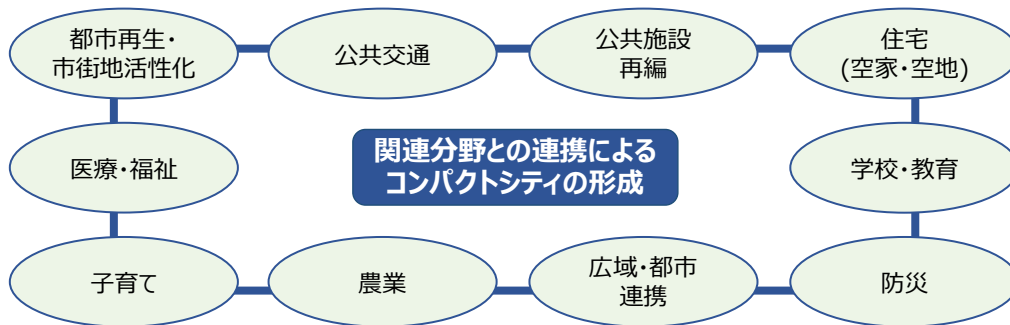 都市再生・
市街地活性化
公共交通
公共施設
再編
住宅
(空家・空地)
医療・福祉
関連分野との連携による
コンパクトシティの形成
学校・教育
子育て
農業
広域・都市
連携
防災